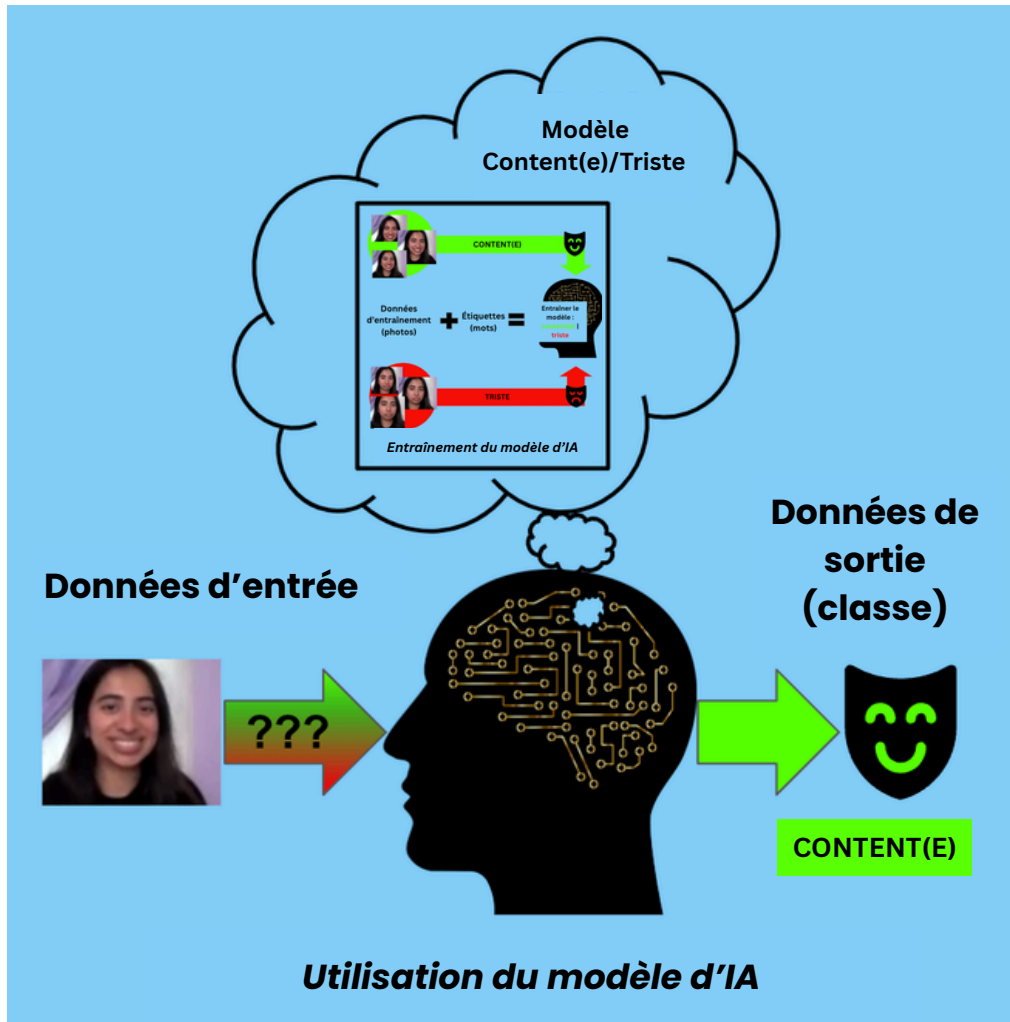 Modèle
Content(e)/Triste
CONTENT(E)
Données
d'entraînement
(photos)
+
Étiquettes
(mots)
=
Entraîner le
modèle :
triste
TRISTE
Entraînement du modèle d'IA
Données d'entrée
Données de
sortie
(classe)
???
CONTENT(E)
Utilisation du modèle d'IA